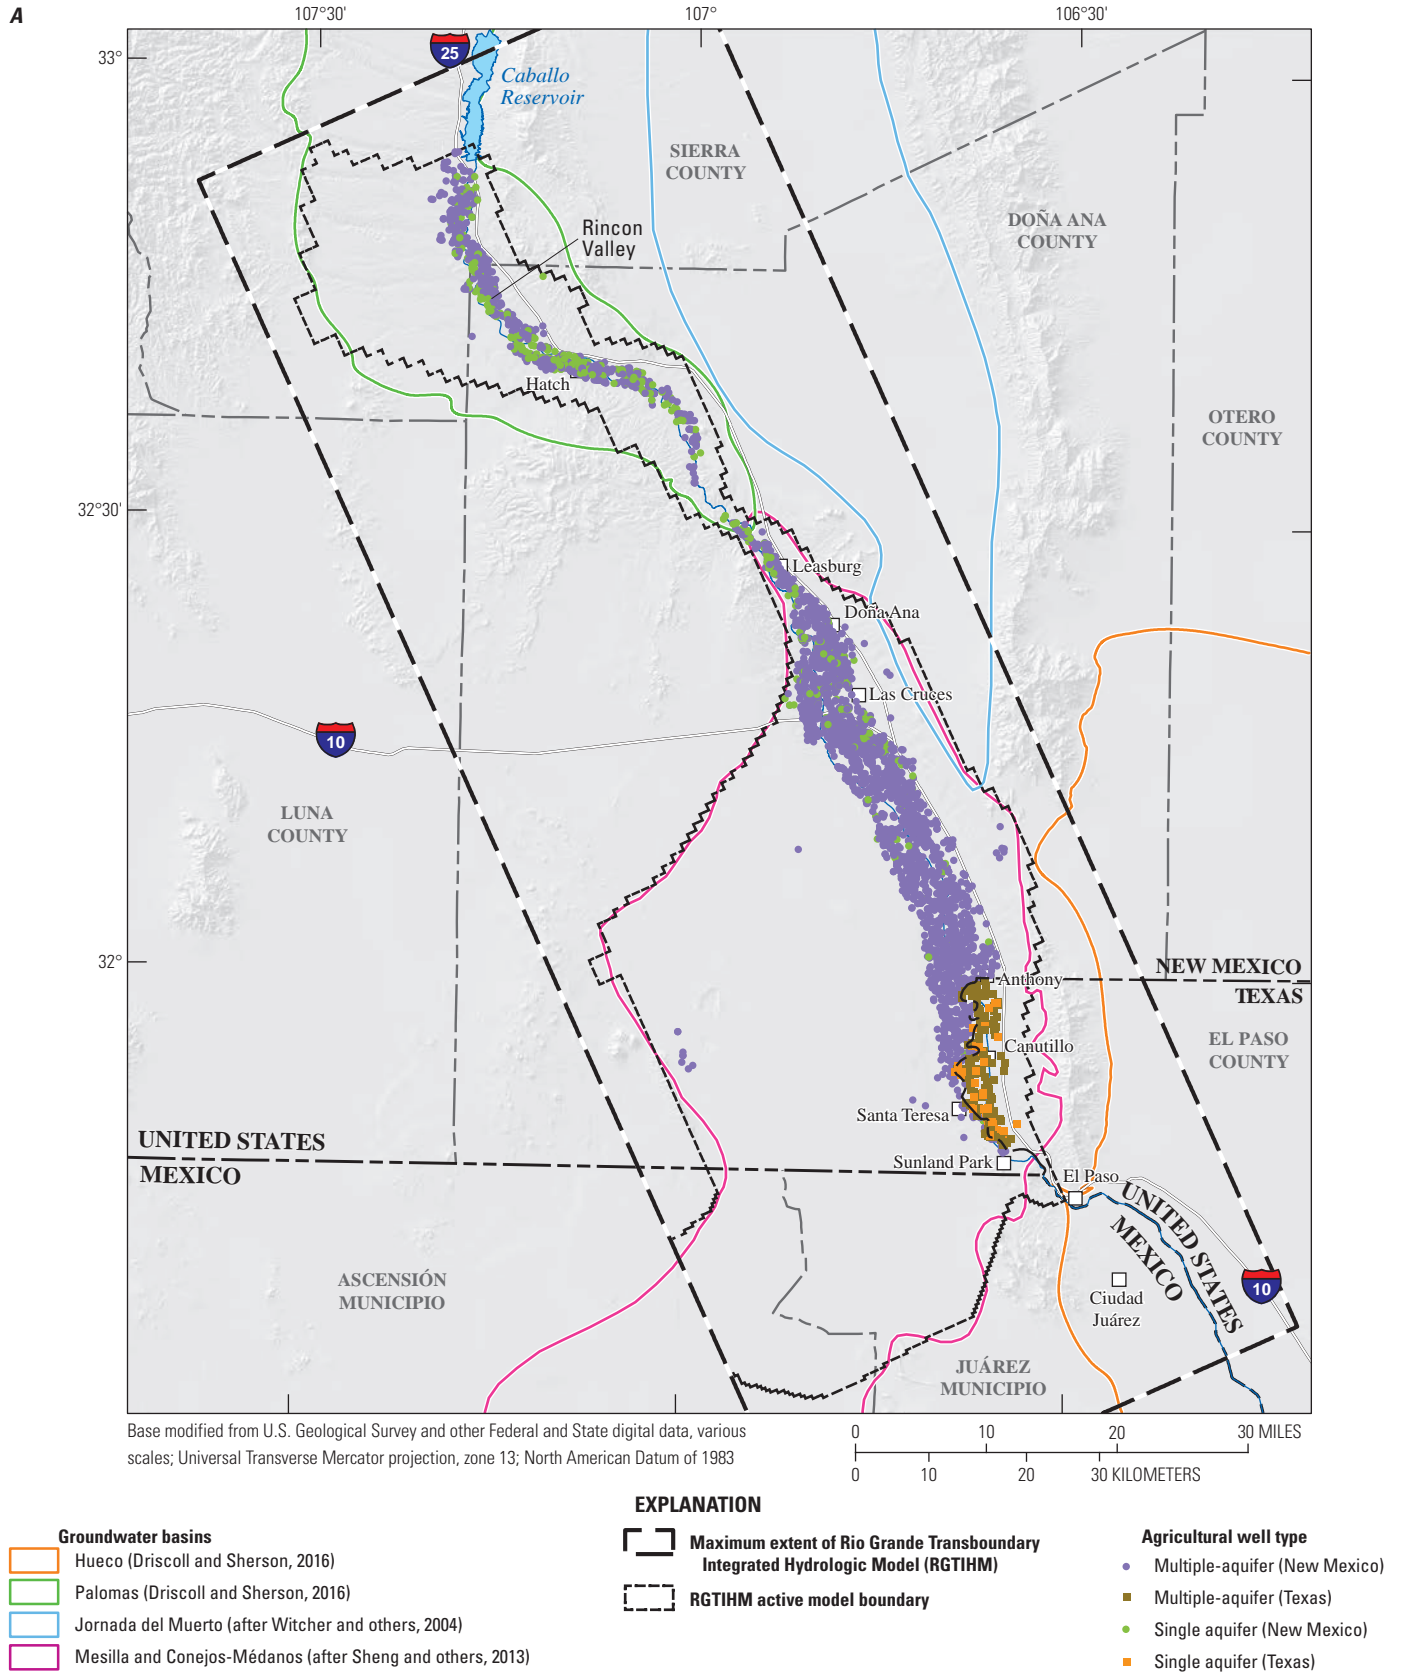 A
107°30'
107°
106°30'
33°
25
Caballo
Reservoir
SIERRA
COUNTY
DOÑA ANA
COUNTY
Rincon
Valley
Hatch
OTERO
COUNTY
32°30'
Leasburg
Doña Ana
Las Cruces
10
LUNA
COUNTY
32°
NEW MEXICO
TEXAS
Anthony
EL PASO
COUNTY
Canutillo
Santa Teresa
UNITED STATES
MEXICO
Sunland Park
El Paso
UNITED STATES
MEXICO
ASCENSIÓN
MUNICIPIO
10
Ciudad
Juárez
JUÁREZ
MUNICIPIO
Base modified from U.S. Geological Survey and other Federal and State digital data, various
scales; Universal Transverse Mercator projection, zone 13; North American Datum of 1983
0 10 20 30 MILES
0 10 20 30 KILOMETERS
EXPLANATION
Groundwater basins
Hueco (Driscoll and Sherson, 2016)
Palomas (Driscoll and Sherson, 2016)
Jornada del Muerto (after Witcher and others, 2004)
Mesilla and Conejos-Médanos (after Sheng and others, 2013)
Maximum extent of Rio Grande Transboundary
Integrated Hydrologic Model (RGTIHM)
RGTIHM active model boundary
Agricultural well type
Multiple-aquifer (New Mexico)
Multiple-aquifer (Texas)
Single aquifer (New Mexico)
Single aquifer (Texas)